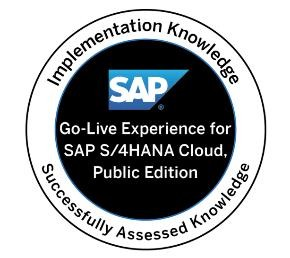 Implementation Knowledge
SAP®
Go-Live Experience for
SAP S/4HANA Cloud,
Public Edition
Successfully Assessed Knowledge